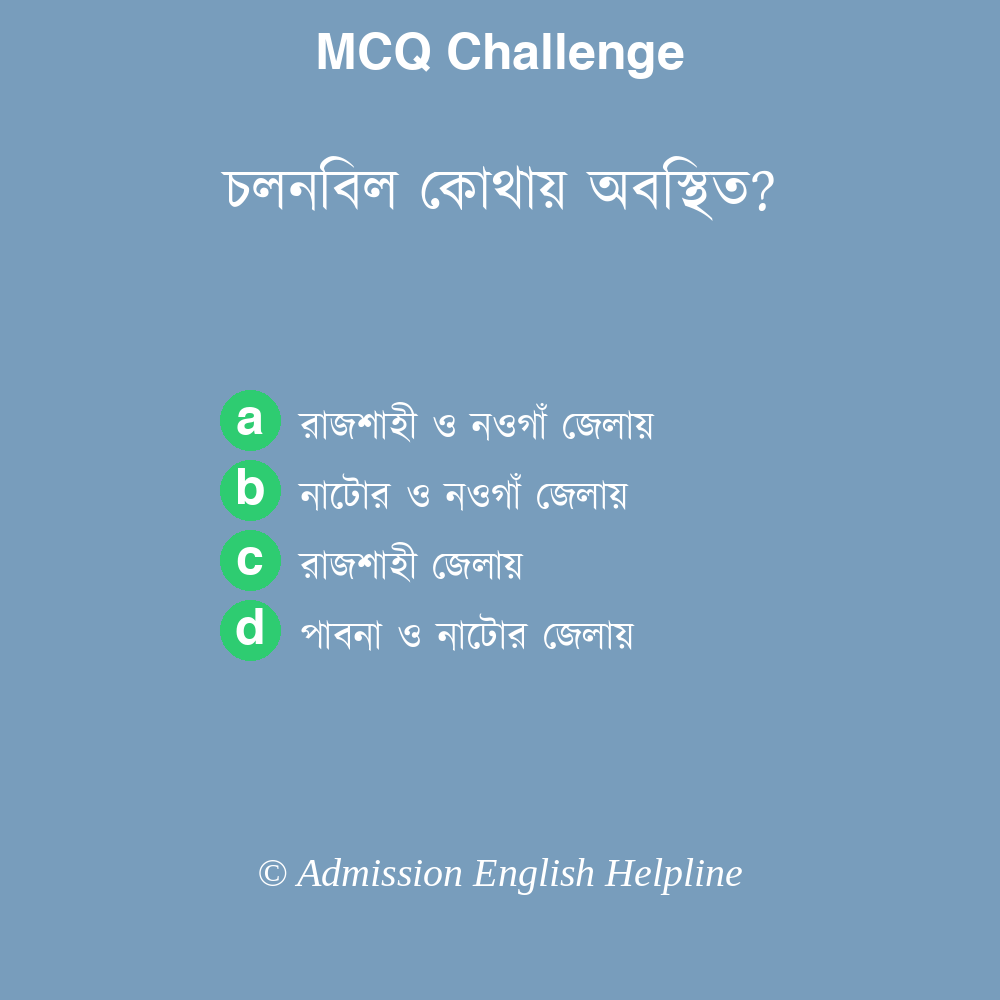 MCQ Challenge
চলনবিল কোথায় অবস্থিত?
a রাজশাহী ও নওগাঁ জেলায়
b নাটোর ও নওগাঁ জেলায়
c রাজশাহী জেলায়
d পাবনা ও নাটোর জেলায়
© Admission English Helpline